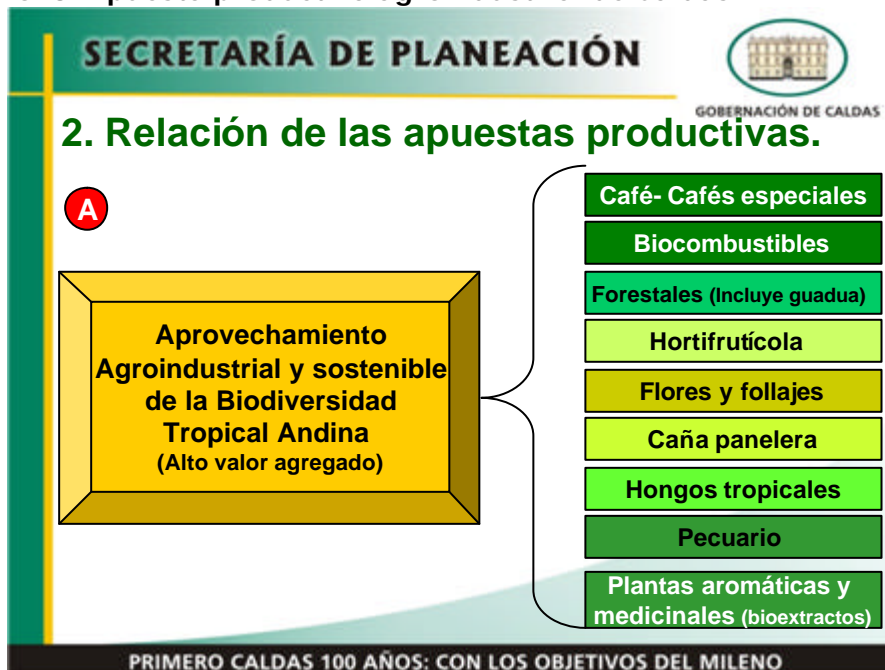 SECRETARÍA DE PLANEACIÓN
GOBERNACIÓN DE CALDAS
2. Relación de las apuestas productivas.
A
Aprovechamiento
Agroindustrial y sostenible
de la Biodiversidad
Tropical Andina
(Alto valor agregado)
Café- Cafés especiales
Biocombustibles
Forestales (Incluye guadua)
Hortifrutícola
Flores y follajes
Caña panelera
Hongos tropicales
Pecuario
Plantas aromáticas y
medicinales (bioextractos)
PRIMERO CALDAS 100 AÑOS: CON LOS OBJETIVOS DEL MILENO